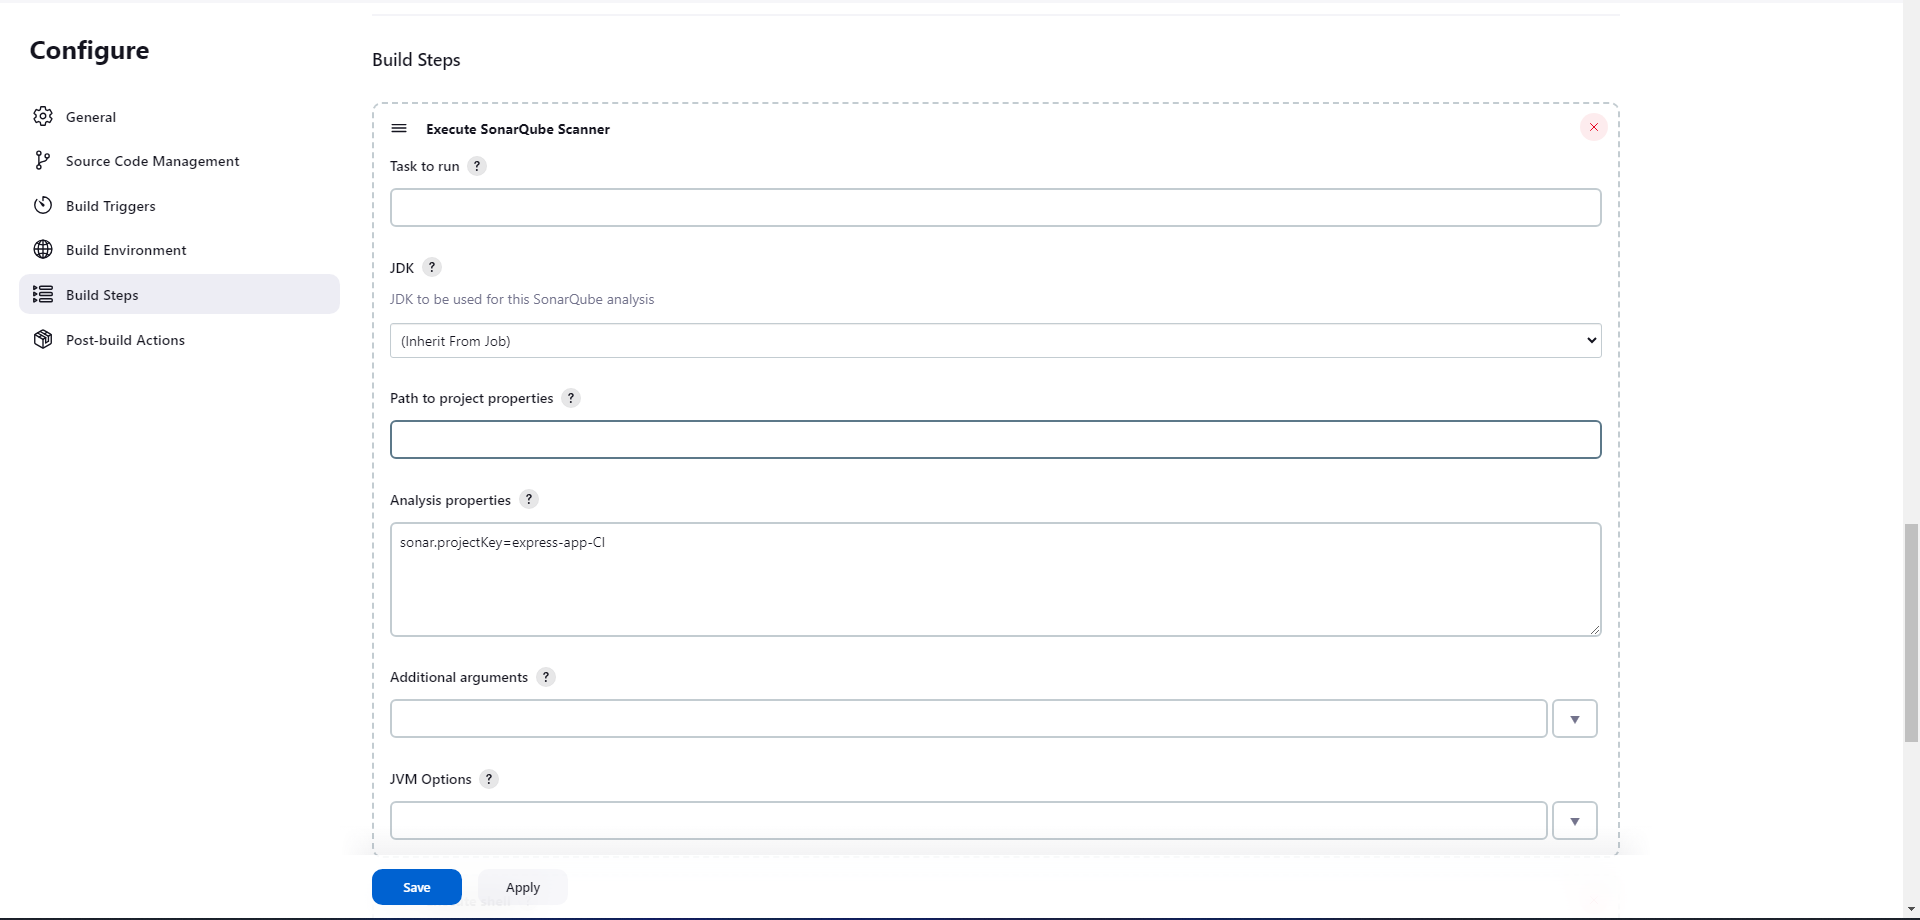 Configure
General
Source Code Management
Build Triggers
Build Environment
Build Steps
Post-build Actions
Build Steps
Execute SonarQube Scanner
Task to run ?
JDK ?
JDK to be used for this SonarQube analysis
(Inherit From Job)
Path to project properties ?
Analysis properties ?
sonar.projectKey=express-app-CI
Additional arguments ?
JVM Options ?
Save
Apply